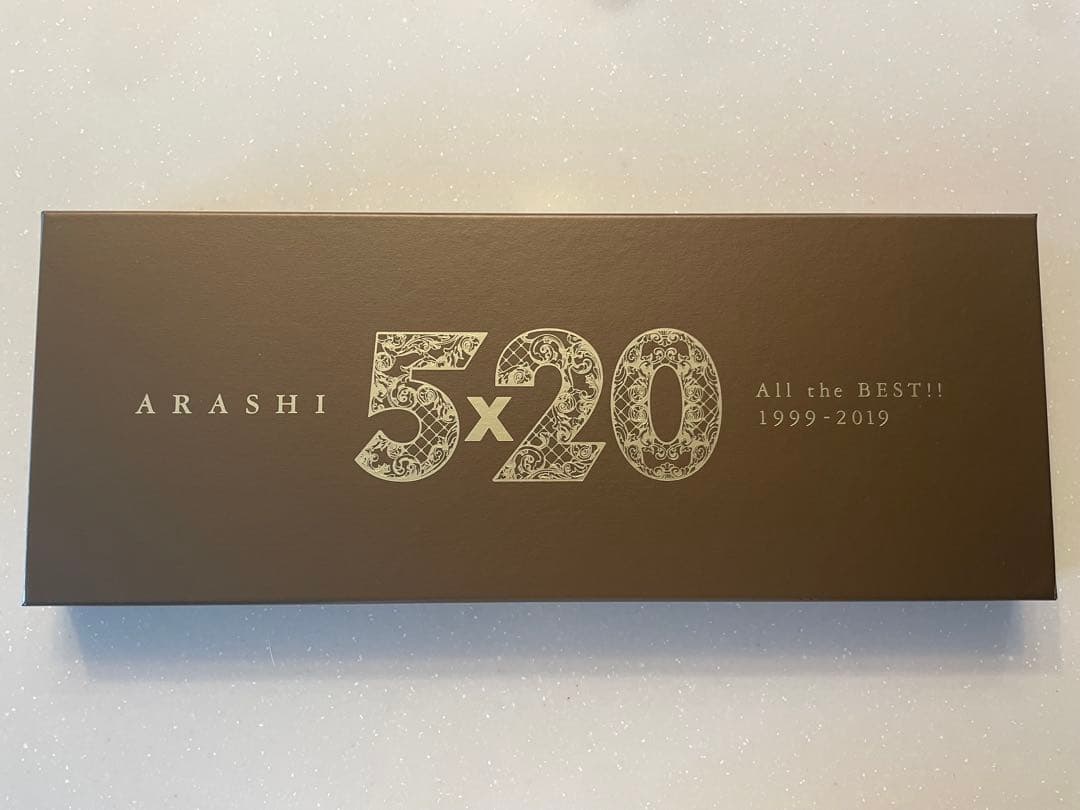 ARASHI
5x20
All the BEST!!
1999-2019